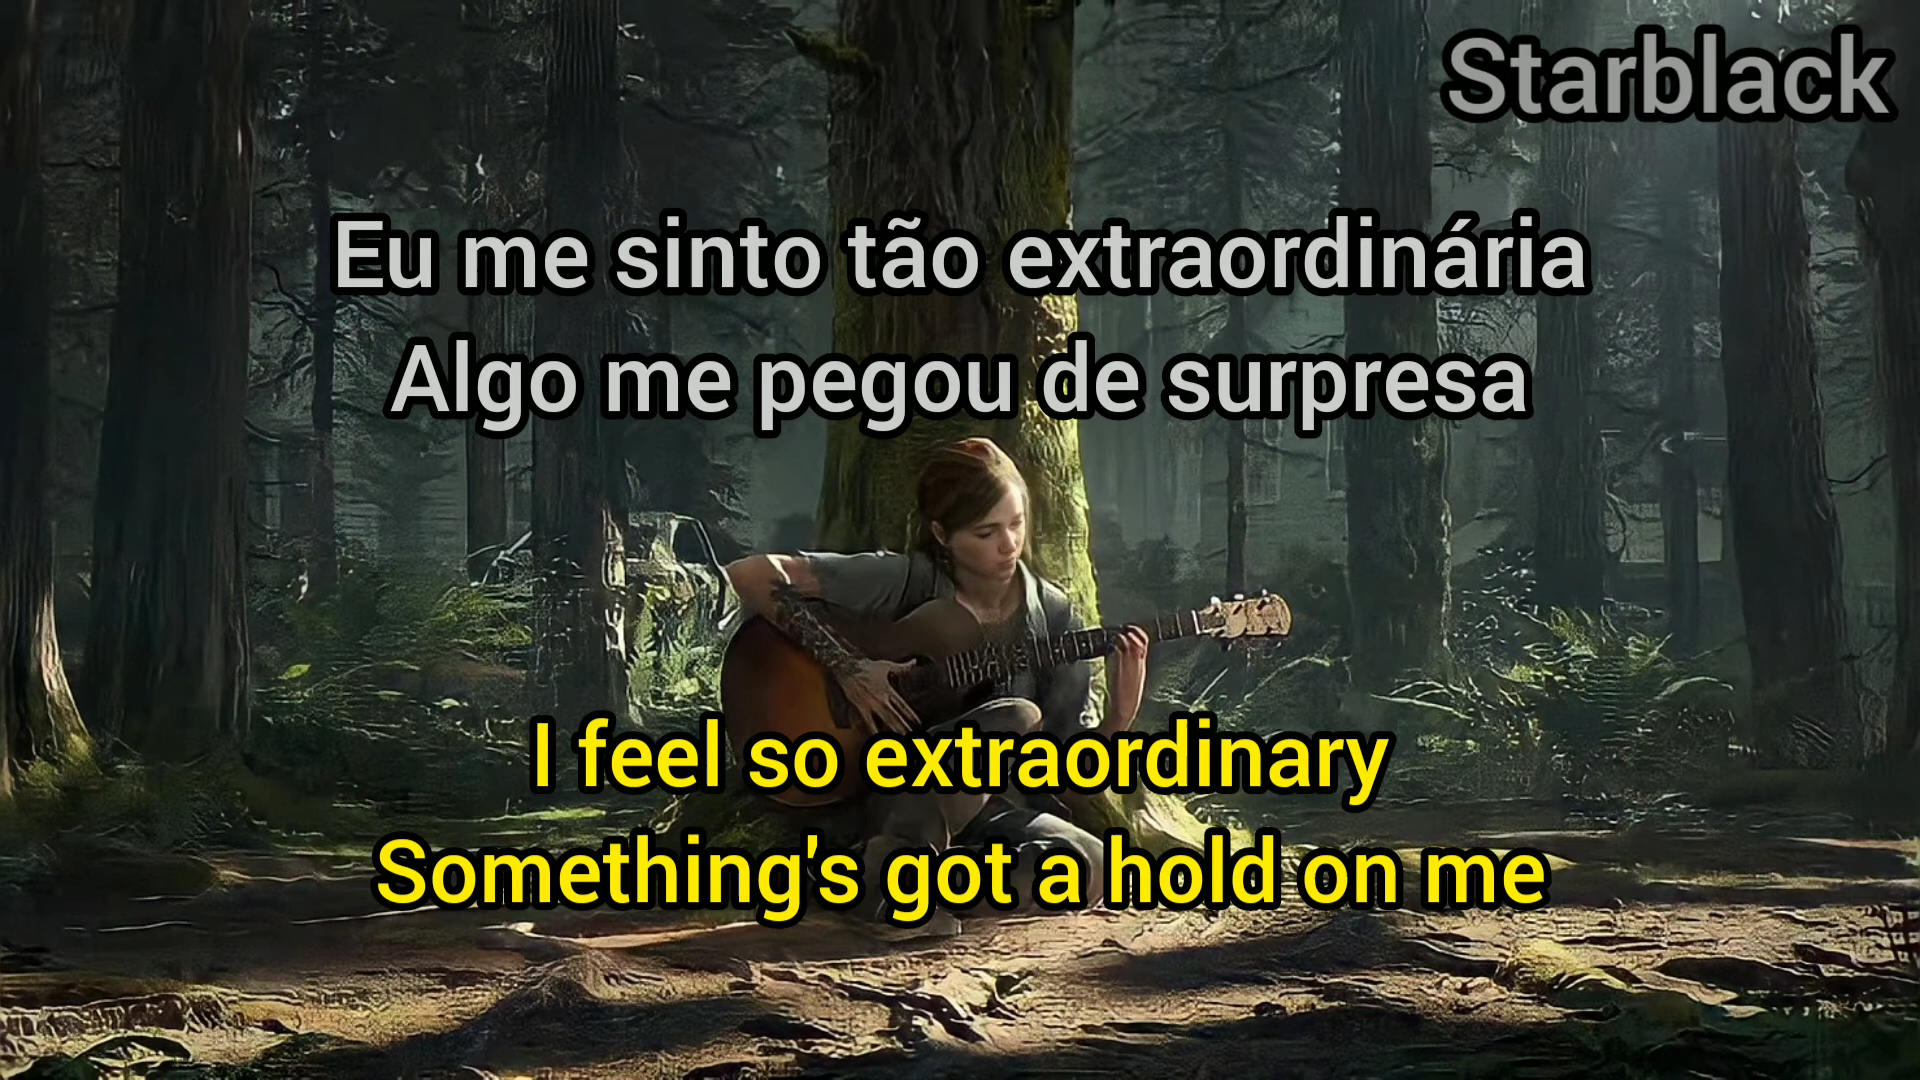 Starblack
Eu me sinto tão extraordinária
Algo me pegou de surpresa
I feel so extraordinary
Something's got a hold on me